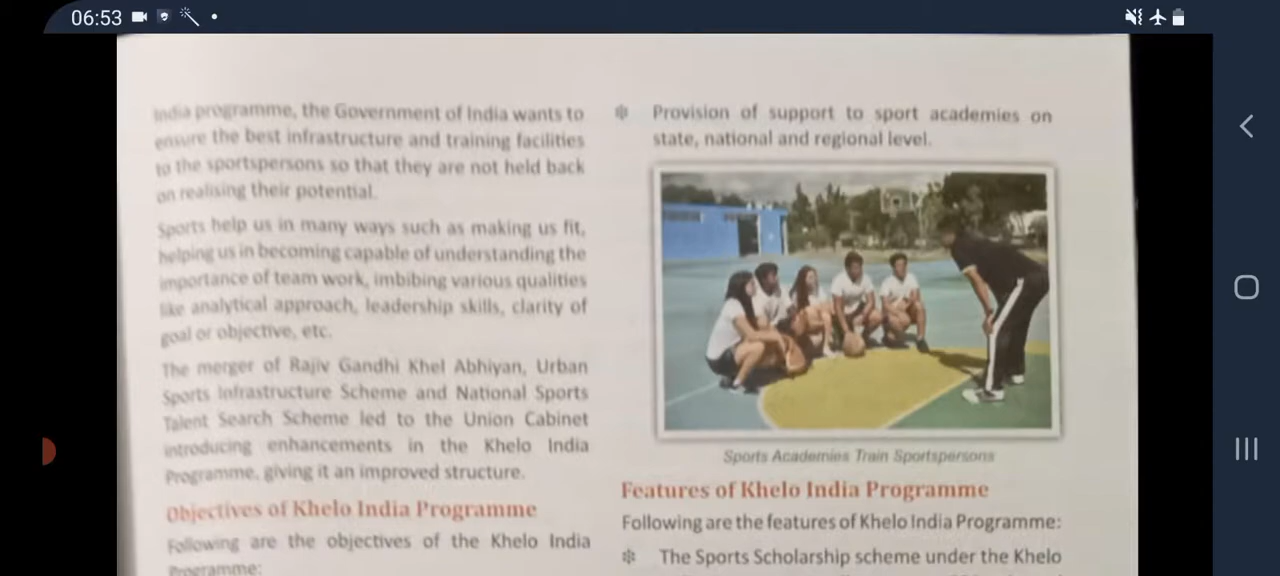 06:53
India programme, the Government of India wants to
ensure the best infrastructure and training facilities
to the sportspersons so that they are not held back
on realising their potential.
Sports help us in many ways such as making us fit,
helping us in becoming capable of understanding the
importance of team work, imbibing various qualities
like analytical approach, leadership skills, clarity of
goal or objective, etc.
The merger of Rajiv Gandhi Khel Abhiyan, Urban
Sports Infrastructure Scheme and National Sports
Talent Search Scheme led to the Union Cabinet
introducing enhancements in the Khelo India
Programme, giving it an improved structure.
Objectives of Khelo India Programme
Following are the objectives of the Khelo India
Programme:
❄ Provision of support to sport academies on
state, national and regional level.
Sports Academies Train Sportspersons
Features of Khelo India Programme
Following are the features of Khelo India Programme:
❄ The Sports Scholarship scheme under the Khelo